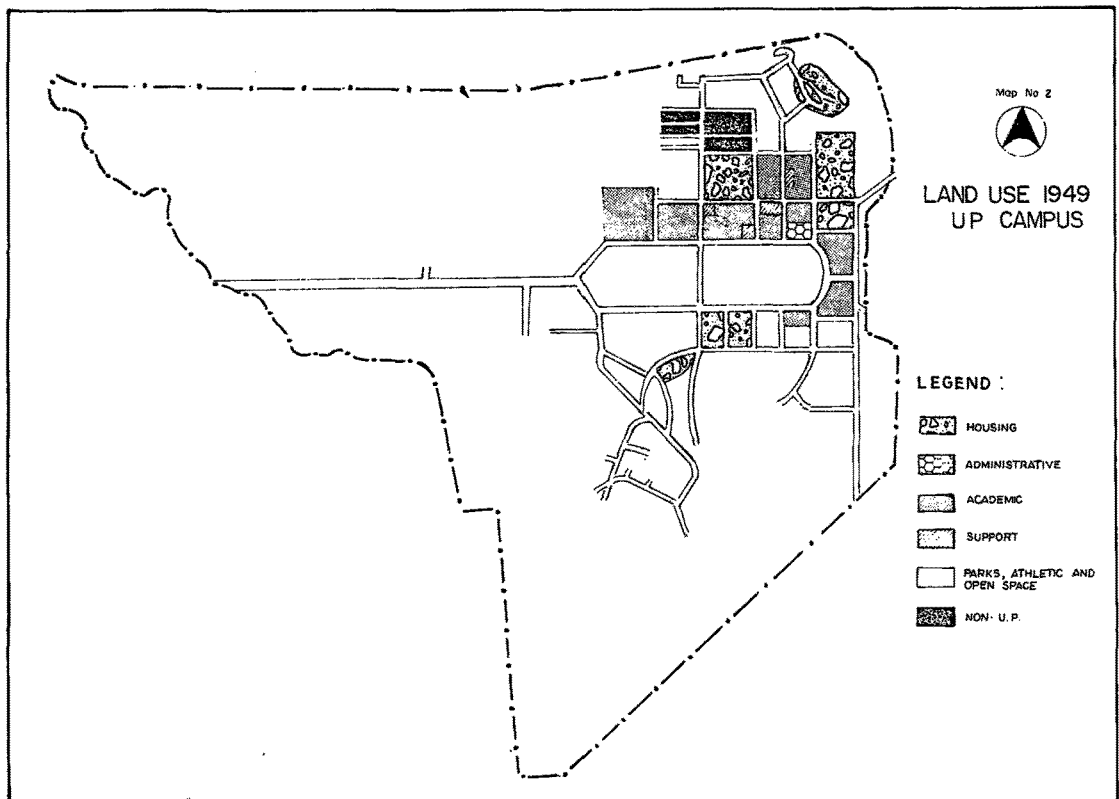 Map No 2
LAND USE 1949
UP CAMPUS
LEGEND :
HOUSING
ADMINISTRATIVE
ACADEMIC
SUPPORT
PARKS, ATHLETIC AND
OPEN SPACE
NON-U.P.